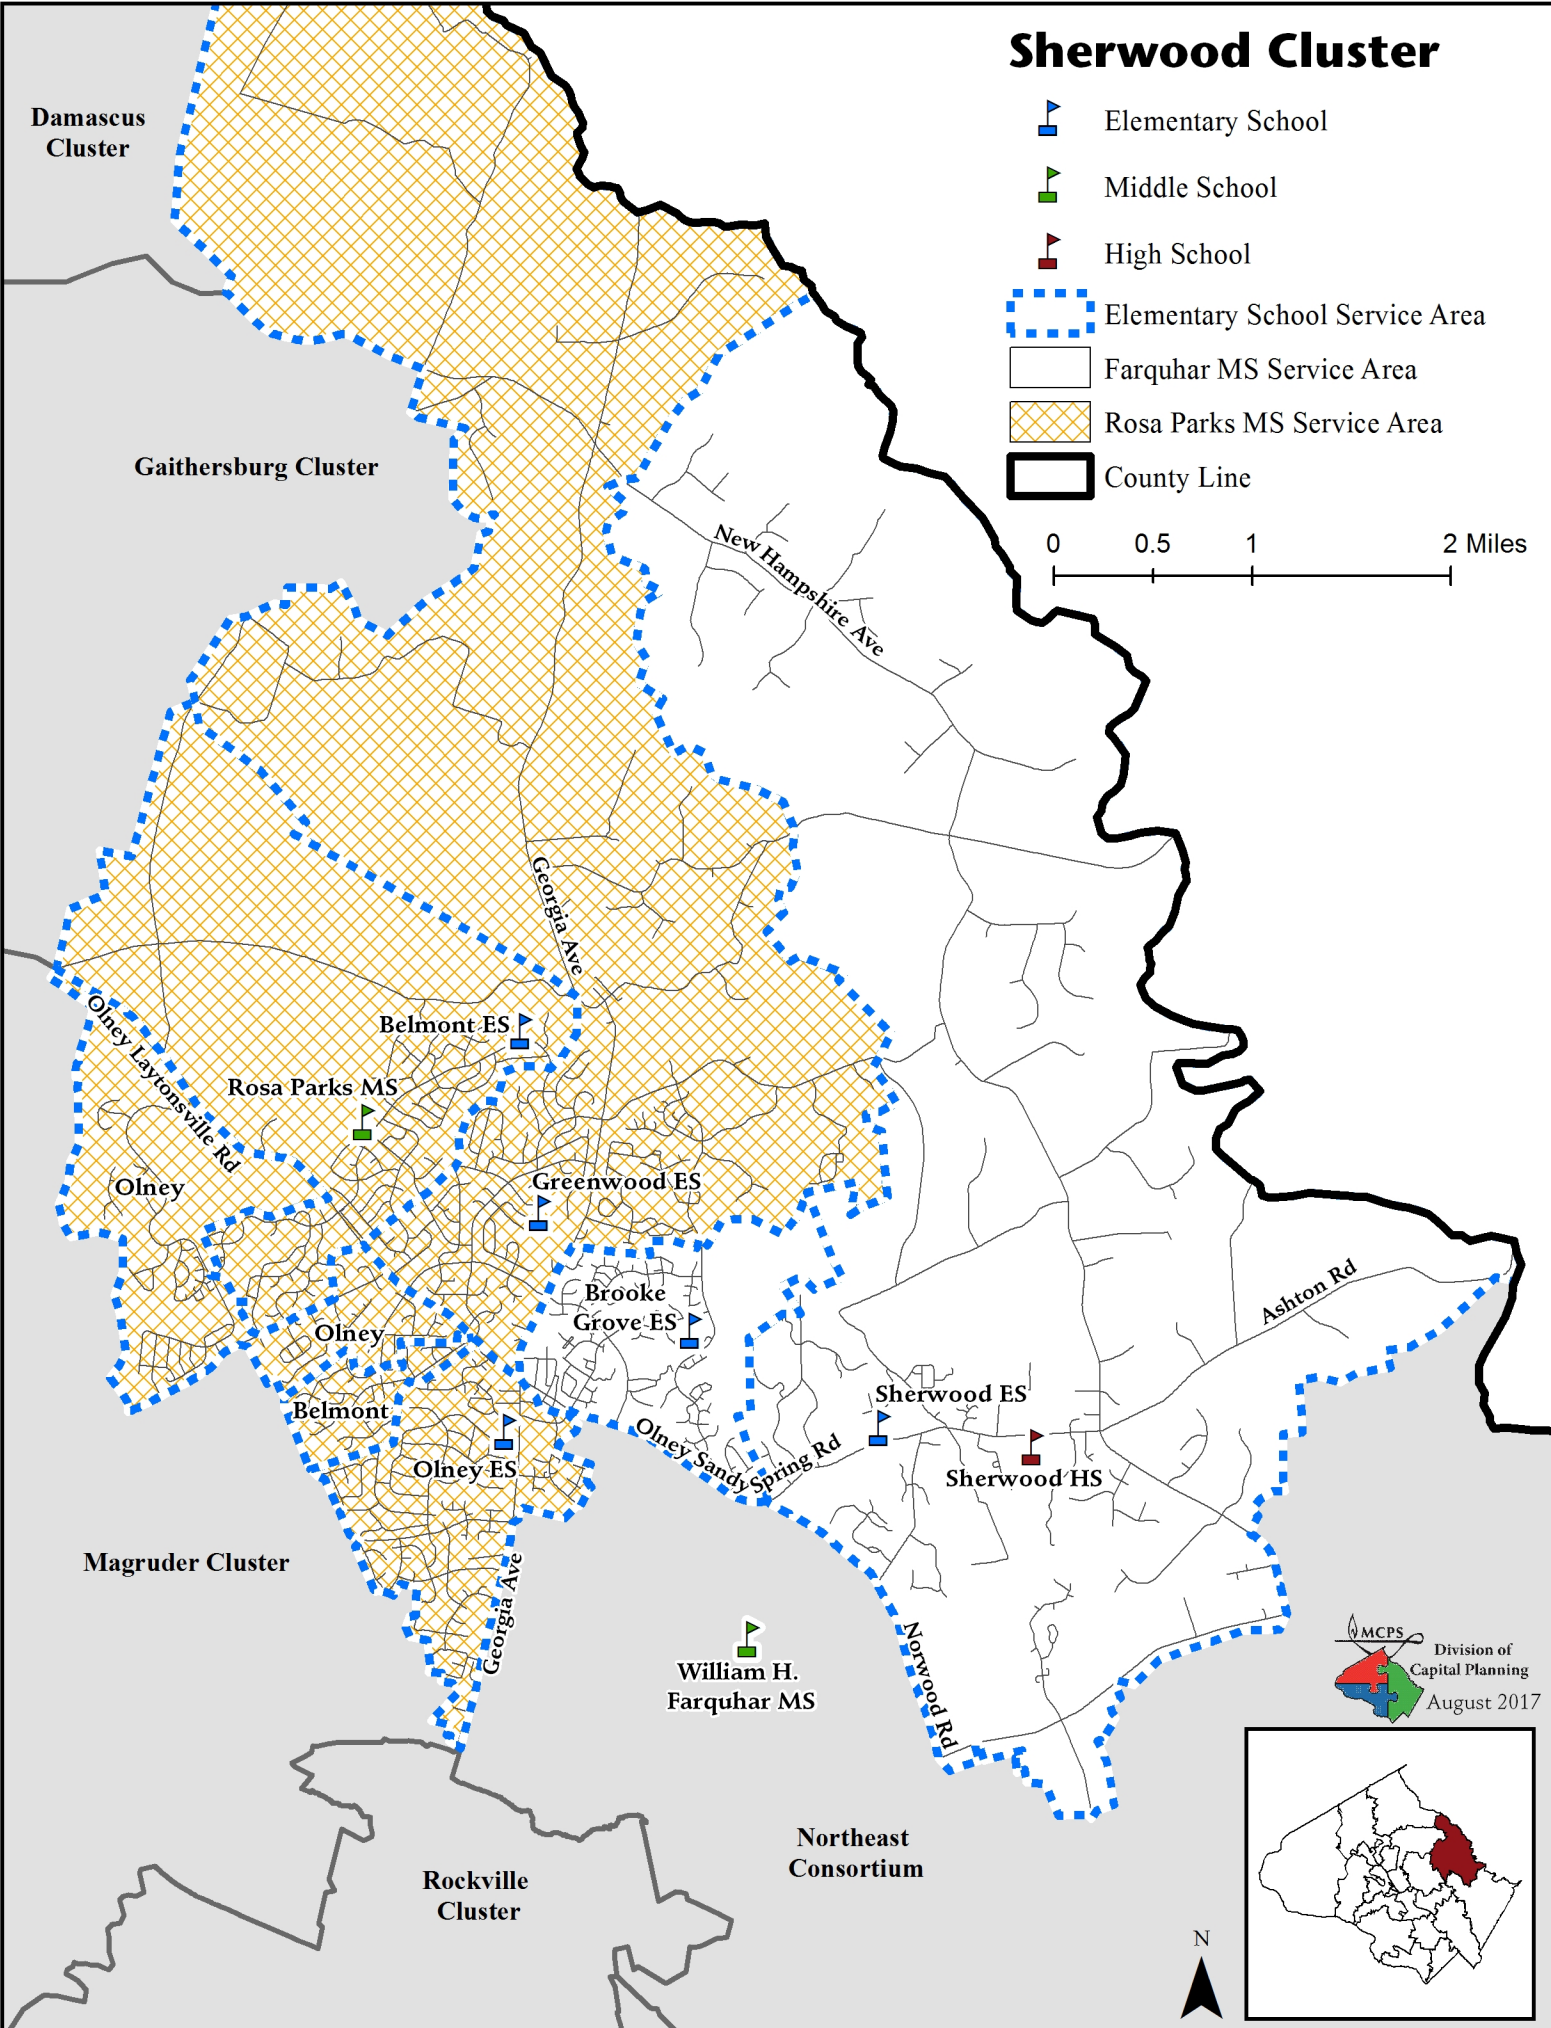 Sherwood Cluster
Elementary School
Middle School
High School
Elementary School Service Area
Farquhar MS Service Area
Rosa Parks MS Service Area
County Line
0 0.5 1 2 Miles
Damascus
Cluster
Gaithersburg Cluster
New Hampshire Ave
Georgia Ave
Olney Laytonsville Rd
Belmont ES
Rosa Parks MS
Greenwood ES
Olney
Brooke
Grove ES
Olney
Ashton Rd
Sherwood ES
Belmont
Olney Sandy Spring Rd
Olney ES
Sherwood HS
Magruder Cluster
Georgia Ave
Norwood Rd
William H.
Farquhar MS
MCPS
Division of
Capital Planning
August 2017
Northeast
Consortium
Rockville
Cluster
N